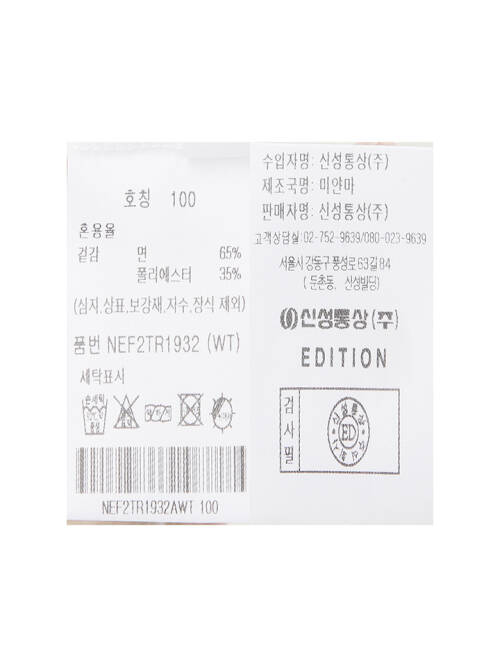 호칭 100
혼용율
겉감 면 65%
폴리에스터 35%
(심지,상표,보강재,자수,장식 제외)
품번 NEF2TR1932 (WT)
세탁표시
NEF2TR1932AWT 100
수입자명: 신성통상(주)
제조국명: 미얀마
판매자명: 신성통상(주)
고객상담실:02-752-9639/080-023-9639
서울시 강동구 풍성로 63길 84
( 둔촌동, 신성빌딩)
신성통상(주)
EDITION
검사필
ED